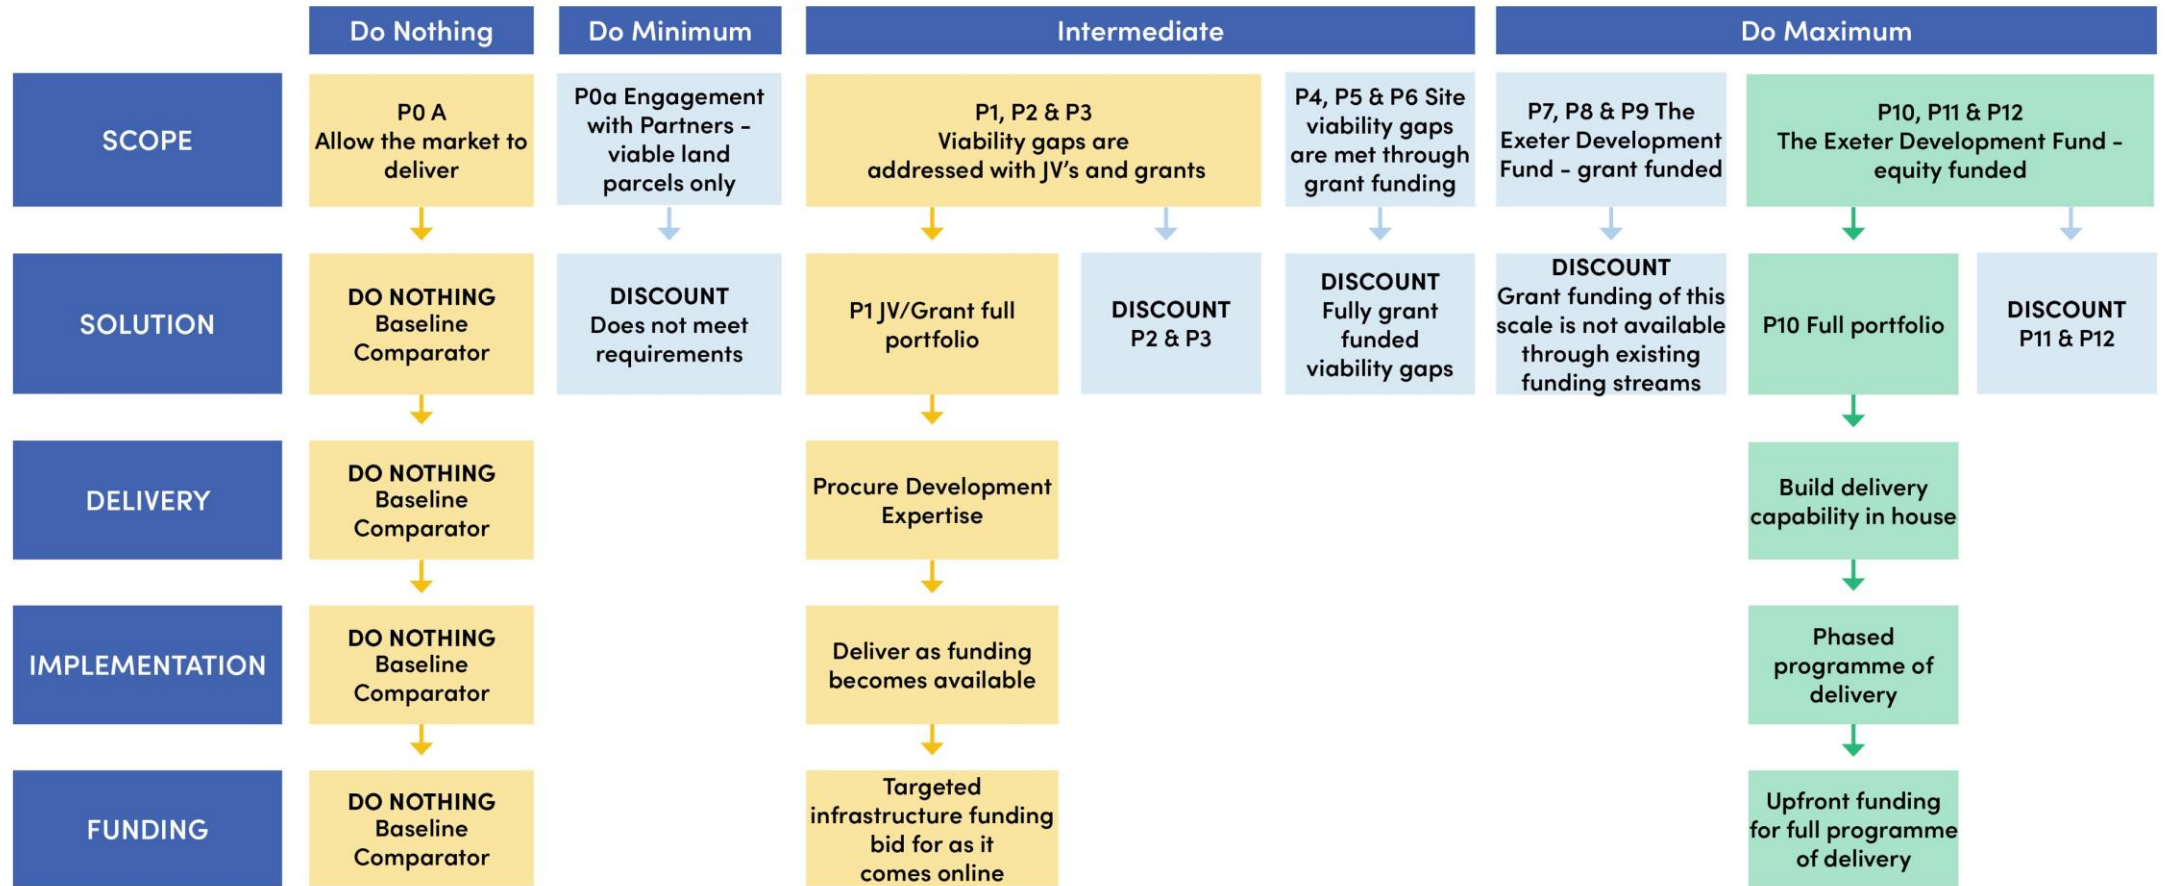 Do Nothing
Do Minimum
Intermediate
Do Maximum
SCOPE
P0 A
Allow the market to
deliver
P0a Engagement
with Partners -
viable land
parcels only
P1, P2 & P3
Viability gaps are
addressed with JV's and grants
P4, P5 & P6 Site
viability gaps
are met through
grant funding
P7, P8 & P9 The
Exeter Development
Fund - grant funded
P10, P11 & P12
The Exeter Development Fund -
equity funded
SOLUTION
DO NOTHING
Baseline
Comparator
DISCOUNT
Does not meet
requirements
P1 JV/Grant full
portfolio
DISCOUNT
P2 & P3
DISCOUNT
Fully grant
funded
viability gaps
DISCOUNT
Grant funding of this
scale is not available
through existing
funding streams
P10 Full portfolio
DISCOUNT
P11 & P12
DELIVERY
DO NOTHING
Baseline
Comparator
Procure Development
Expertise
Build delivery
capability in house
IMPLEMENTATION
DO NOTHING
Baseline
Comparator
Deliver as funding
becomes available
Phased
programme of
delivery
FUNDING
DO NOTHING
Baseline
Comparator
Targeted
infrastructure funding
bid for as it
comes online
Upfront funding
for full programme
of delivery